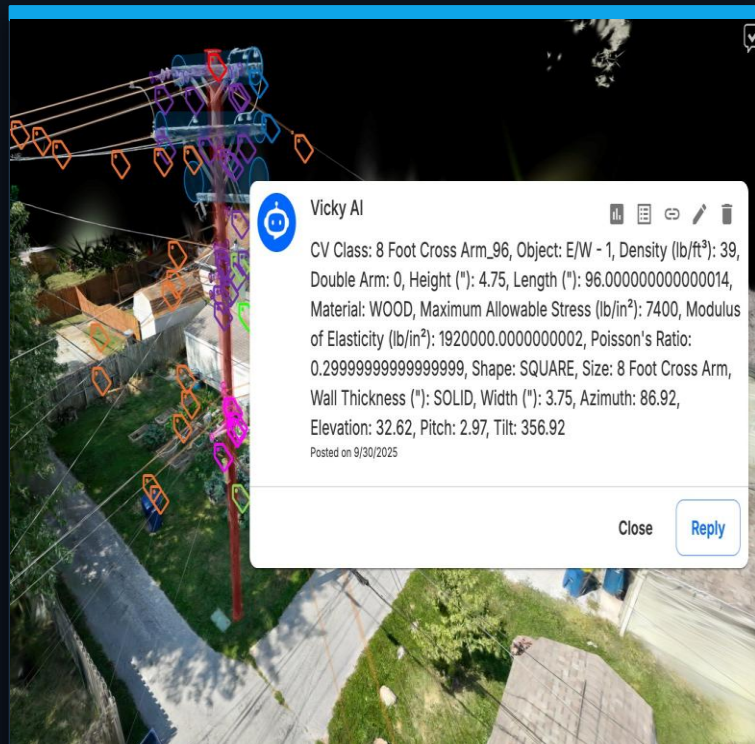 Vicky AI
CV Class: 8 Foot Cross Arm_96, Object: E/W - 1, Density (lb/ft³): 39,
Double Arm: 0, Height ("): 4.75, Length ("): 96.000000000000014,
Material: WOOD, Maximum Allowable Stress (lb/in²): 7400, Modulus
of Elasticity (lb/in²): 1920000.0000000002, Poisson's Ratio:
0.29999999999999999, Shape: SQUARE, Size: 8 Foot Cross Arm,
Wall Thickness ("): SOLID, Width ("): 3.75, Azimuth: 86.92,
Elevation: 32.62, Pitch: 2.97, Tilt: 356.92
Posted on 9/30/2025
Close
Reply